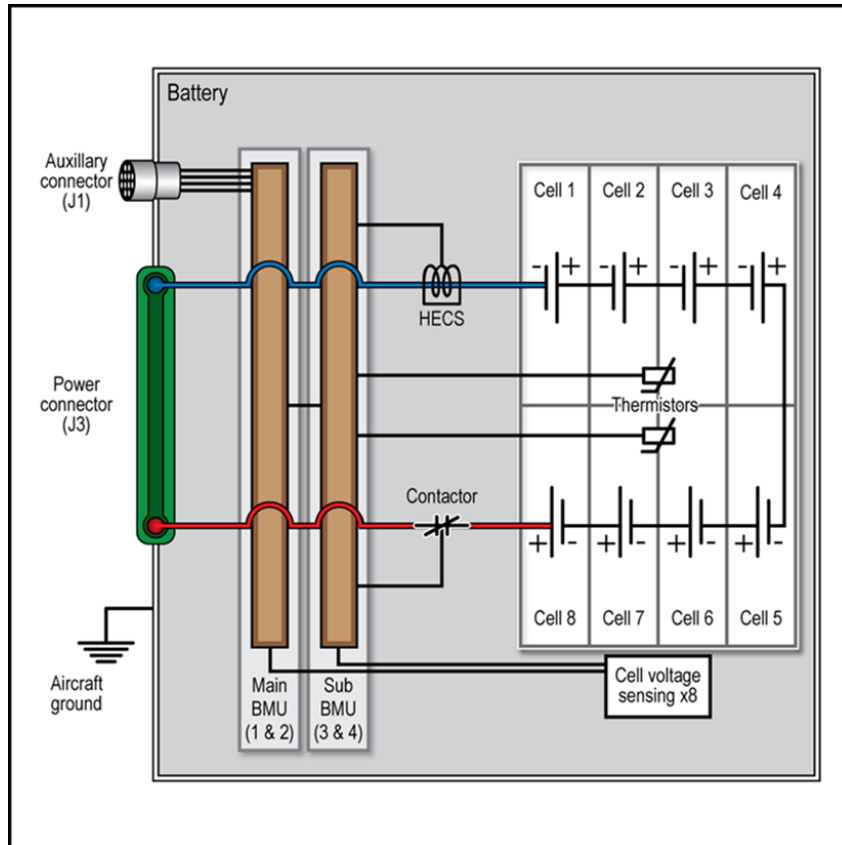 Battery
Auxillary
connector
(J1)
Cell 1
Cell 2
Cell 3
Cell 4
- +
- +
- +
- +
HECS
Power
connector
(J3)
Thermistors
Contactor
+ -
+ -
+ -
+ -
Cell 8
Cell 7
Cell 6
Cell 5
Aircraft
ground
Main
BMU
(1 & 2)
Sub
BMU
(3 & 4)
Cell voltage
sensing x8